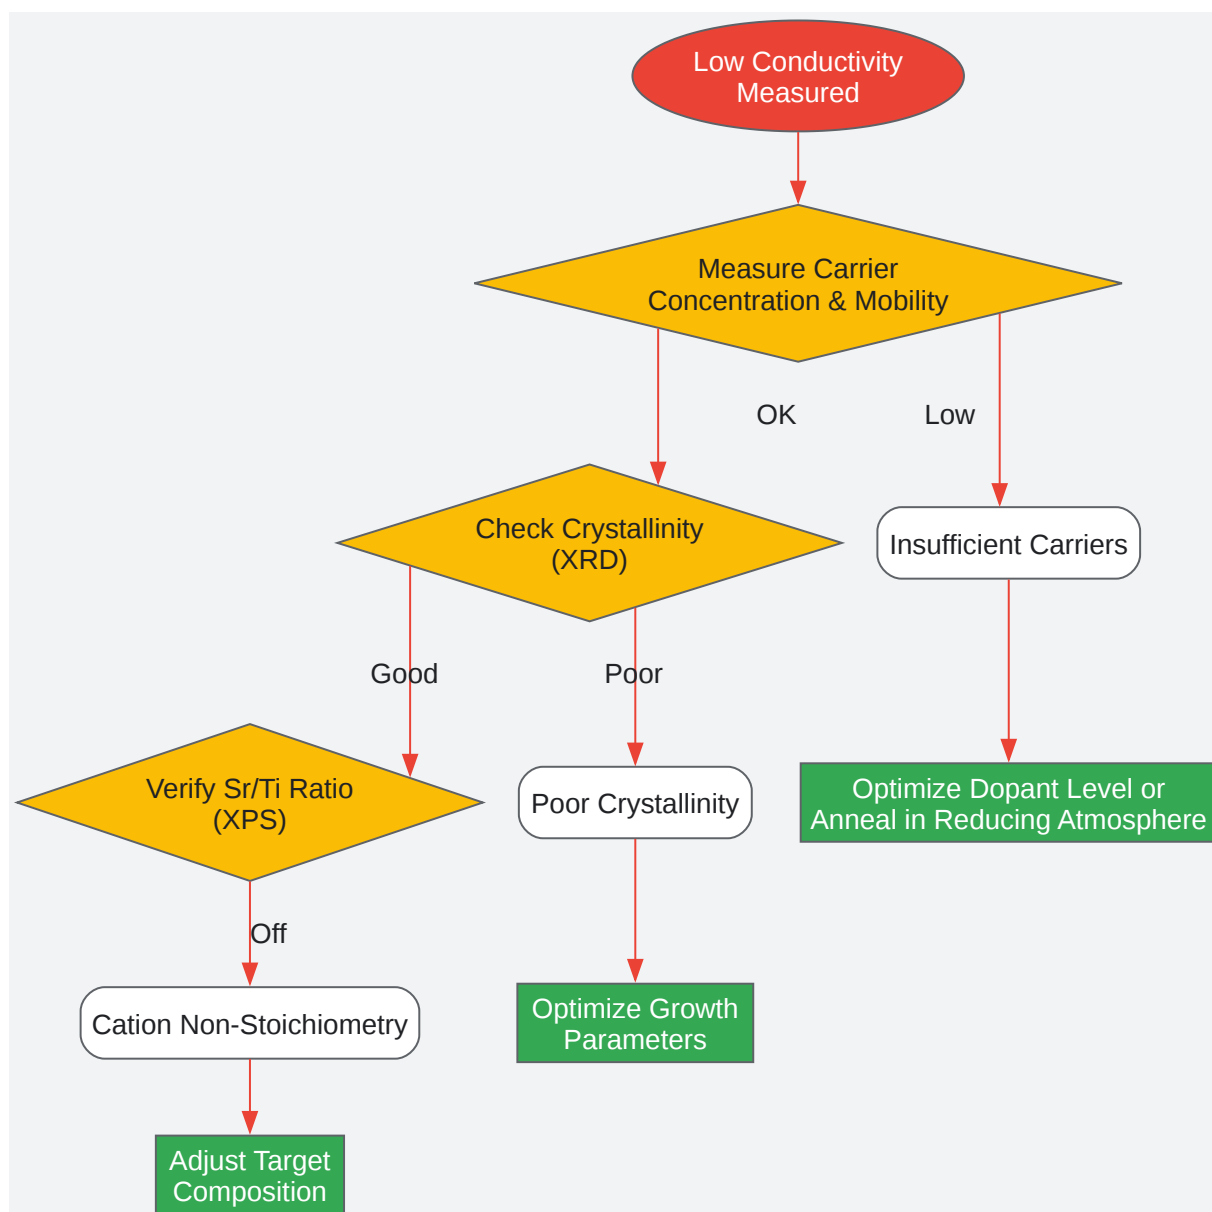 Low Conductivity
Measured
Measure Carrier
Concentration & Mobility
OK
Low
Check Crystallinity
(XRD)
Insufficient Carriers
Good
Poor
Verify Sr/Ti Ratio
(XPS)
Poor Crystallinity
Optimize Dopant Level or
Anneal in Reducing Atmosphere
Off
Cation Non-Stoichiometry
Optimize Growth
Parameters
Adjust Target
Composition